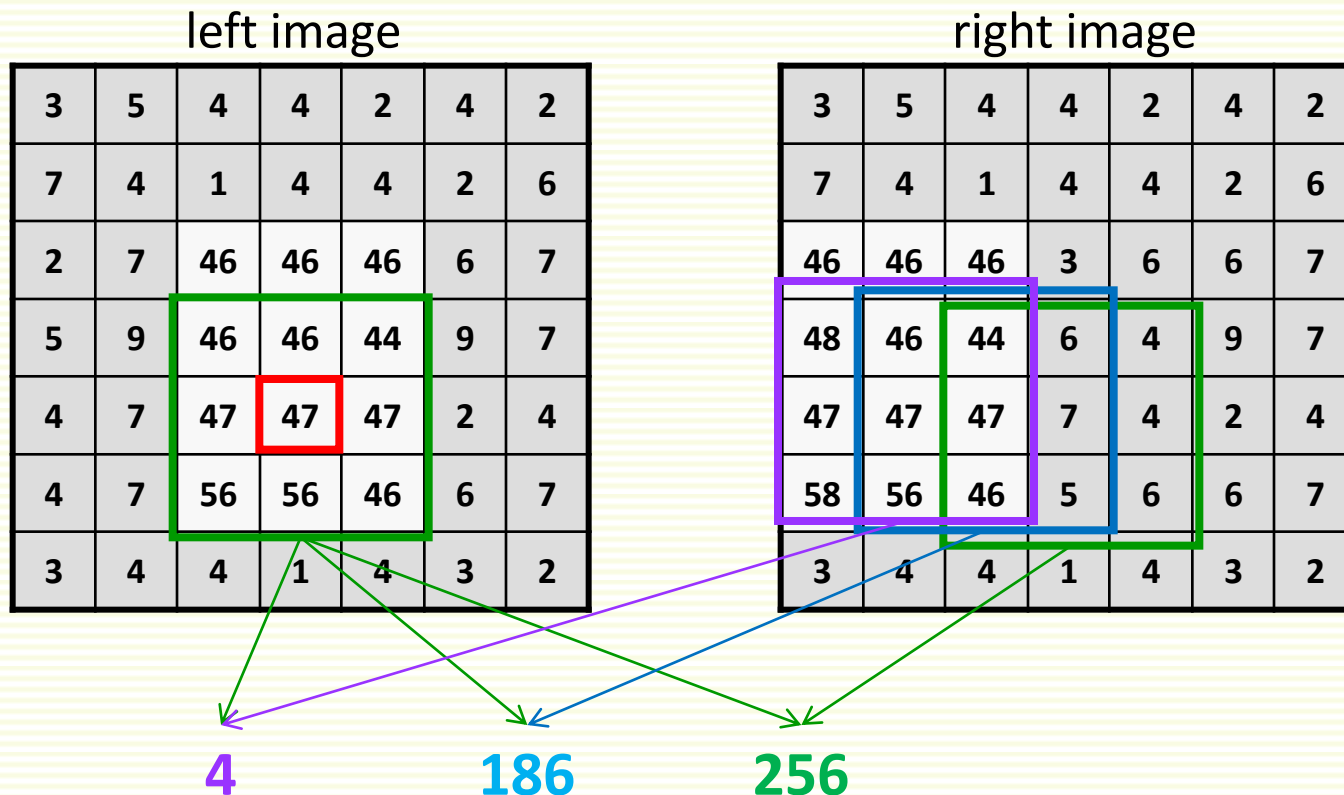 left image right image
3 5 4 4 2 4 2 3 5 4 4 2 4 2
7 4 1 4 4 2 6 7 4 1 4 4 2 6
2 7 46 46 46 6 7 46 46 46 3 6 6 7
5 9 46 46 44 9 7 48 46 44 6 4 9 7
4 7 47 47 47 2 4 47 47 47 7 4 2 4
4 7 56 56 46 6 7 58 56 46 5 6 6 7
3 4 4 1 4 3 2 3 4 4 1 4 3 2
4 186 256